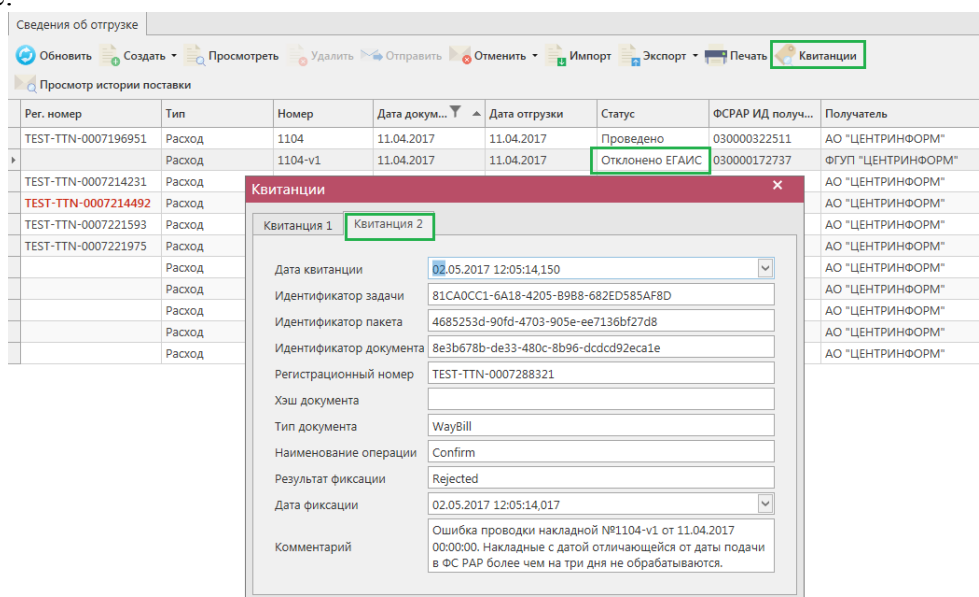 Сведения об отгрузке
Обновить Создать Просмотреть Удалить Отправить Отменить Импорт Экспорт Печать Квитанции
Просмотр истории поставки
Рег. номер Тип Номер Дата докум... Дата отгрузки Статус ФСРАР ИД получ... Получатель
TEST-TTN-0007196951 Расход 1104 11.04.2017 11.04.2017 Проведено 030000322511 АО "ЦЕНТРИНФОРМ"
Расход 1104-v1 11.04.2017 11.04.2017 Отклонено ЕГАИС 030000172737 ФГУП "ЦЕНТРИНФОРМ"
TEST-TTN-0007214231 Расход АО "ЦЕНТРИНФОРМ"
TEST-TTN-0007214492 Расход АО "ЦЕНТРИНФОРМ"
TEST-TTN-0007221593 Расход АО "ЦЕНТРИНФОРМ"
TEST-TTN-0007221975 Расход АО "ЦЕНТРИНФОРМ"
Расход АО "ЦЕНТРИНФОРМ"
Расход АО "ЦЕНТРИНФОРМ"
Расход АО "ЦЕНТРИНФОРМ"
Расход АО "ЦЕНТРИНФОРМ"
Расход АО "ЦЕНТРИНФОРМ"
Квитанции
Квитанция 1 Квитанция 2
Дата квитанции 02.05.2017 12:05:14,150
Идентификатор задачи 81CA0CC1-6A18-4205-B9B8-682ED585AF8D
Идентификатор пакета 4685253d-90fd-4703-905e-ee7136bf27d8
Идентификатор документа 8e3b678b-de33-480c-8b96-dcdcd92eca1e
Регистрационный номер TEST-TTN-0007288321
Хэш документа
Тип документа WayBill
Наименование операции Confirm
Результат фиксации Rejected
Дата фиксации 02.05.2017 12:05:14,017
Комментарий
Ошибка проводки накладной №1104-v1 от 11.04.2017
00:00:00. Накладные с датой отличающейся от даты подачи
в ФС РАР более чем на три дня не обрабатываются.